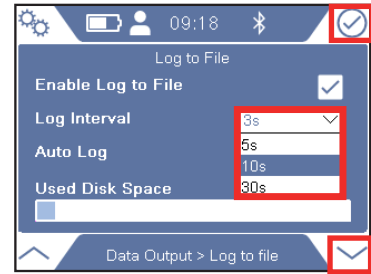 09:18
Log to File
Enable Log to File
Log Interval 3s
5s
Auto Log
10s
Used Disk Space 30s
Data Output > Log to file